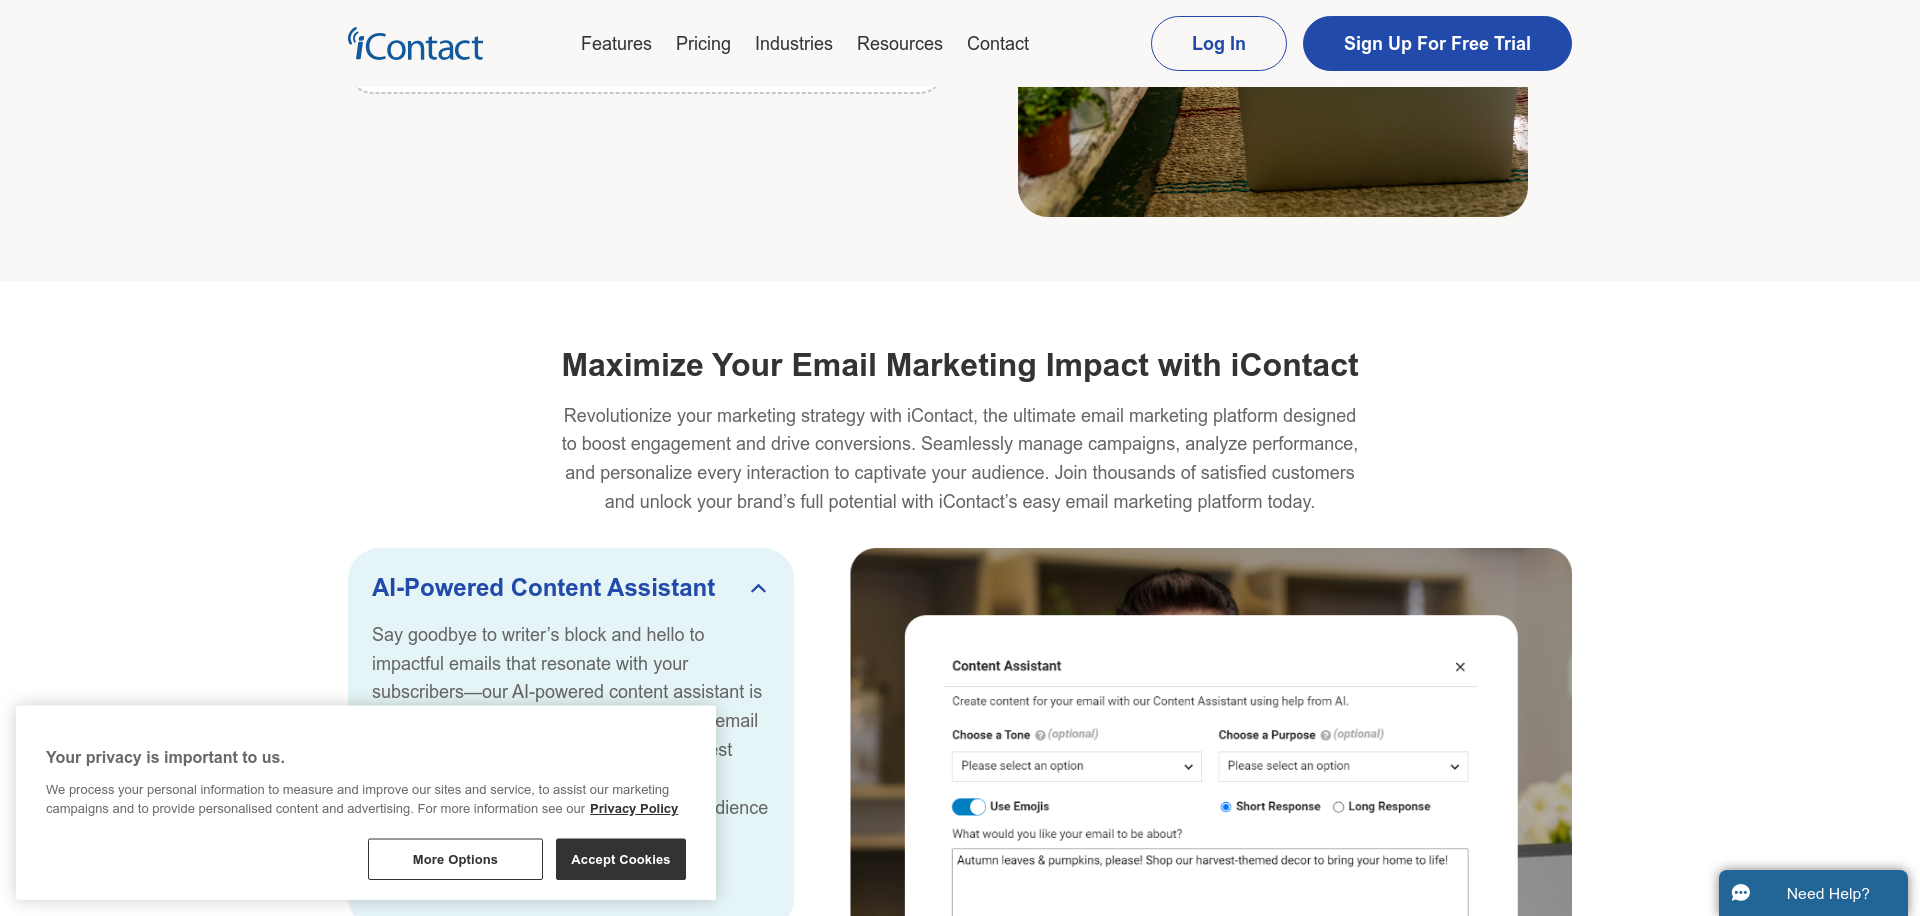 iContact
Features
Pricing
Industries
Resources
Contact
Log In
Sign Up For Free Trial
Maximize Your Email Marketing Impact with iContact
Revolutionize your marketing strategy with iContact, the ultimate email marketing platform designed
to boost engagement and drive conversions. Seamlessly manage campaigns, analyze performance,
and personalize every interaction to captivate your audience. Join thousands of satisfied customers
and unlock your brand’s full potential with iContact’s easy email marketing platform today.
AI-Powered Content Assistant
Say goodbye to writer’s block and hello to
impactful emails that resonate with your
subscribers—our AI-powered content assistant is
email
est
dience
Content Assistant
Create content for your email with our Content Assistant using help from AI.
Choose a Tone (optional)
Choose a Purpose (optional)
Please select an option
Please select an option
Use Emojis
Short Response
Long Response
What would you like your email to be about?
Autumn leaves & pumpkins, please! Shop our harvest-themed decor to bring your home to life!
Your privacy is important to us.
We process your personal information to measure and improve our sites and service, to assist our marketing
campaigns and to provide personalised content and advertising. For more information see our Privacy Policy
More Options
Accept Cookies
Need Help?